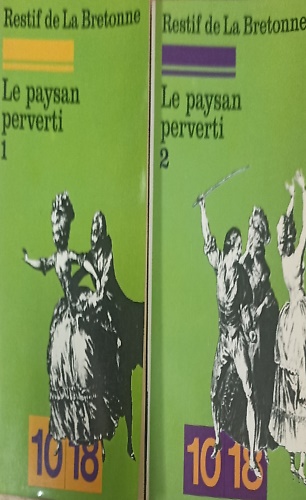 Restif de La Bretonne
Le paysan
perverti
1
10 18
Restif de La Bretonne
Le paysan
perverti
2
10 18